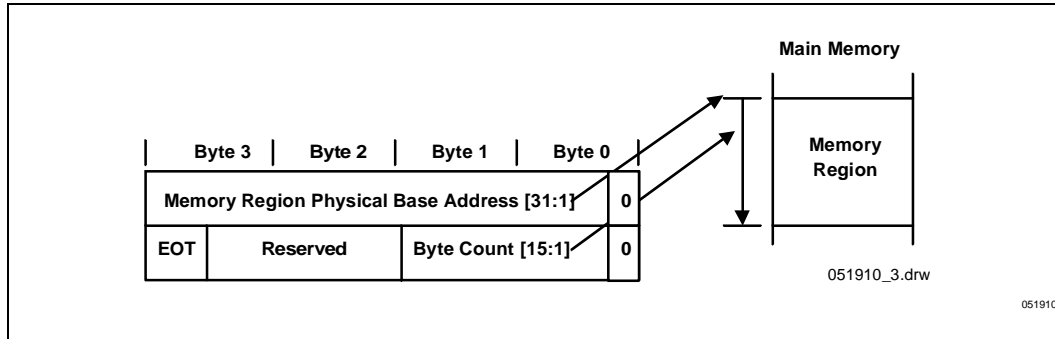 Main Memory
Byte 3 Byte 2 Byte 1 Byte 0
Memory
Region
Memory Region Physical Base Address [31:1] 0
EOT Reserved Byte Count [15:1] 0
051910_3.drw
051910